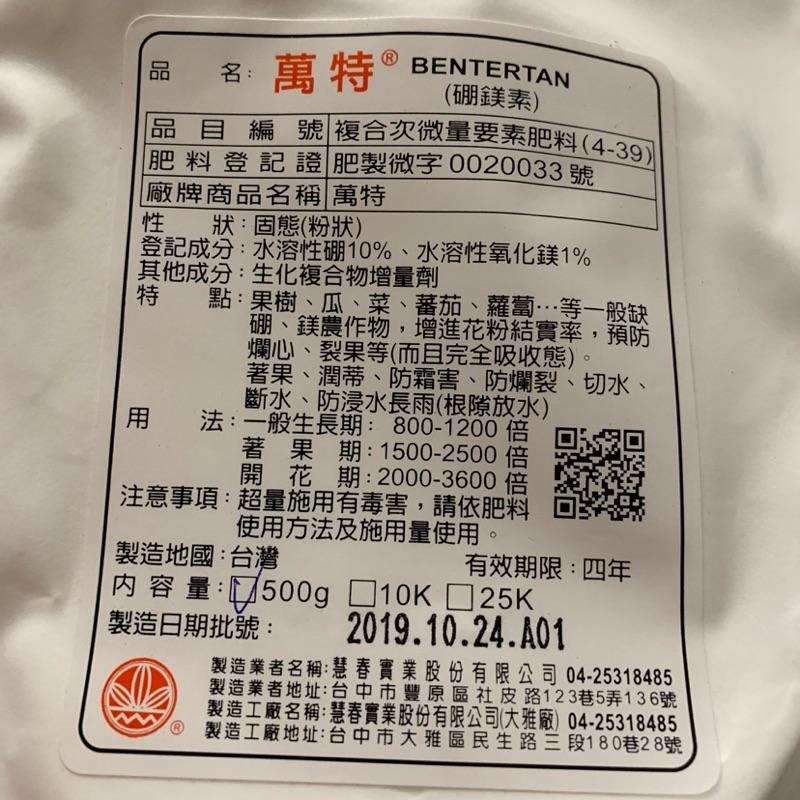 品 名: 萬特® BENTERTAN
(硼鎂素)
品目編號 複合次微量要素肥料(4-39)
肥料登記證 肥製微字0020033號
廠牌商品名稱 萬特
性 狀:固態(粉狀)
登記成分:水溶性硼10%、水溶性氧化鎂1%
其他成分:生化複合物增量劑
特 點:果樹、瓜、菜、蕃茄、蘿蔔…等一般缺
硼、鎂農作物,增進花粉結實率,預防
爛心、裂果等(而且完全吸收態)。
著果、潤蒂、防霜害、防爛裂、切水、
斷水、防浸水長雨(根隙放水)
用 法:一般生長期: 800-1200 倍
著 果 期:1500-2500 倍
開 花 期:2000-3600 倍
注意事項:超量施用有毒害,請依肥料
使用方法及施用量使用。
製造地國:台灣 有效期限:四年
內容量:☑500g □10K □25K
製造日期批號: 2019.10.24.A01
製造業者名稱:慧春實業股份有限公司 04-25318485
製造業者地址:台中市豐原區社皮路123巷5弄136號
製造工廠名稱:慧春實業股份有限公司(大雅廠) 04-25318485
製造工廠地址:台中市大雅區民生路三段180巷28號
®